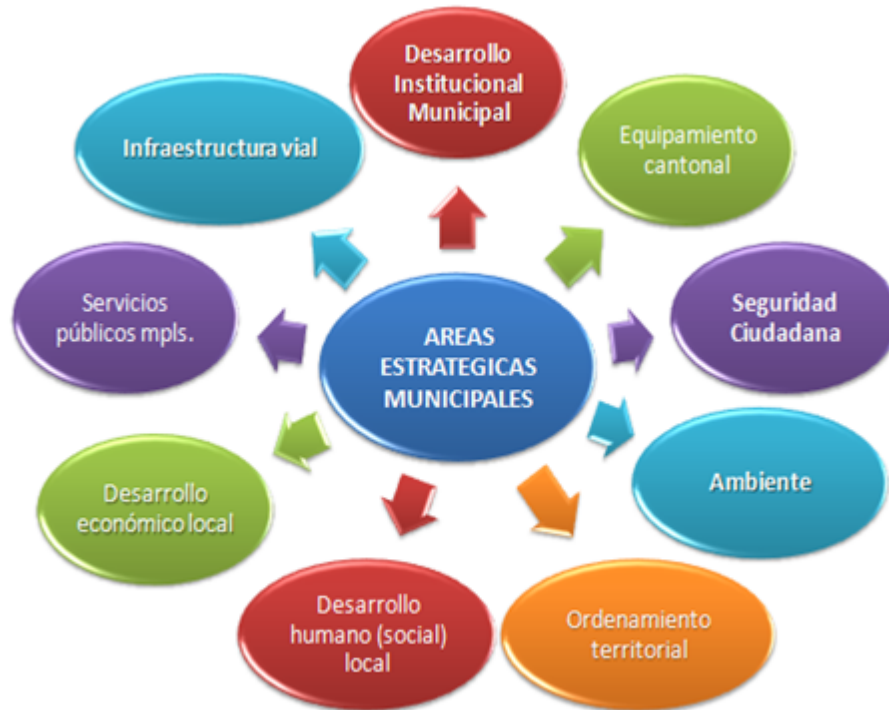 Desarrollo
Institucional
Municipal
Equipamiento
cantonal
Infraestructura vial
Servicios
públicos mpls.
AREAS
ESTRATEGICAS
MUNICIPALES
Seguridad
Ciudadana
Ambiente
Desarrollo
económico local
Desarrollo
humano (social)
local
Ordenamiento
territorial